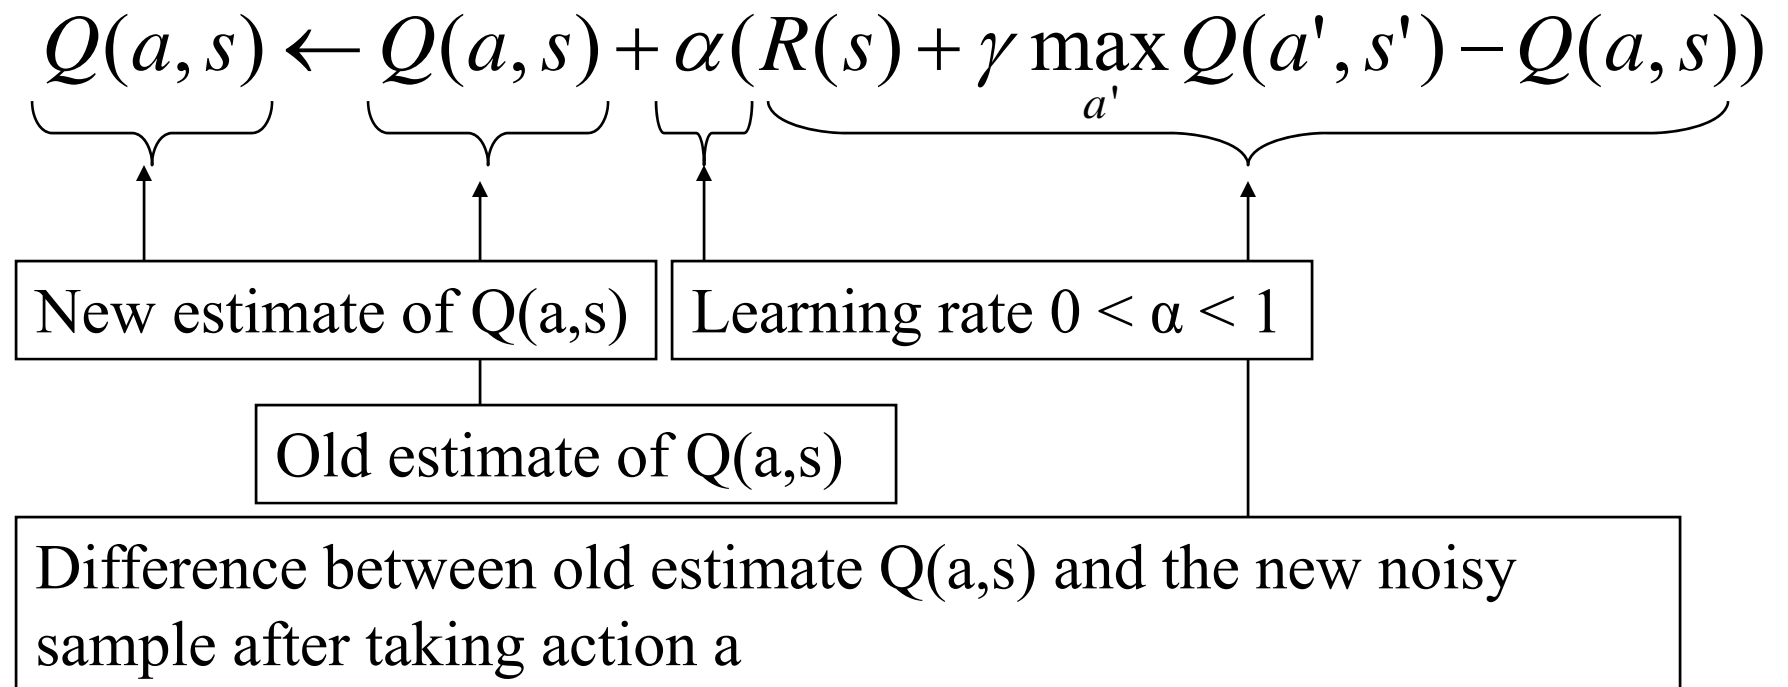 Q(a,s) ← Q(a,s) + α(R(s) + γ max Q(a',s') − Q(a,s))
a'
New estimate of Q(a,s)
Learning rate 0 < α < 1
Old estimate of Q(a,s)
Difference between old estimate Q(a,s) and the new noisy
sample after taking action a